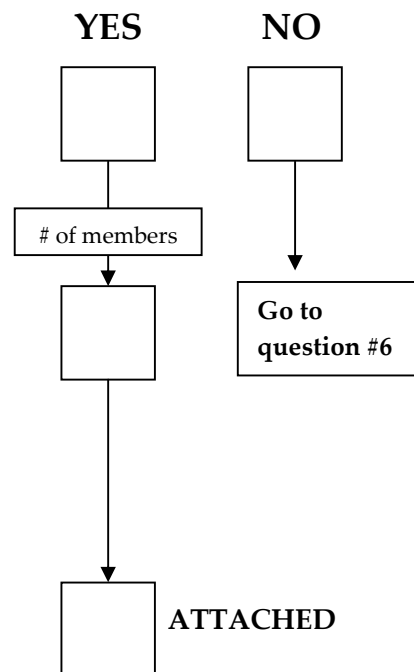 YES NO
# of members
Go to
question #6
ATTACHED